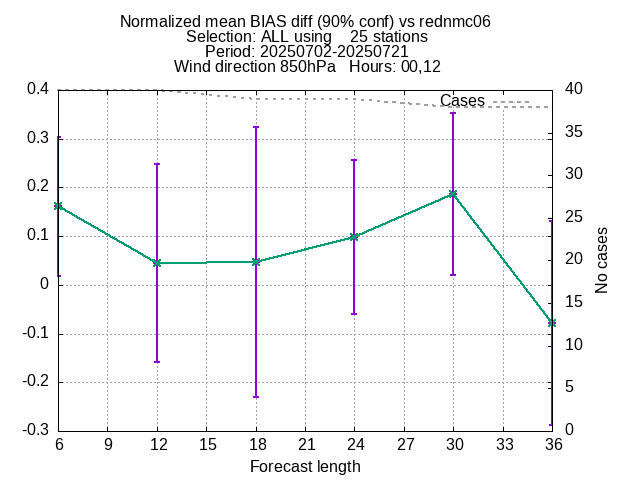 Normalized mean BIAS diff (90% conf) vs rednmc06
Selection: ALL using    25 stations
Period: 20250702-20250721
Wind direction 850hPa   Hours: 00,12
Cases
0.4
0.3
0.2
0.1
0
-0.1
-0.2
-0.3
40
35
30
25
20
15
10
5
0
No cases
6 9 12 15 18 21 24 27 30 33 36
Forecast length